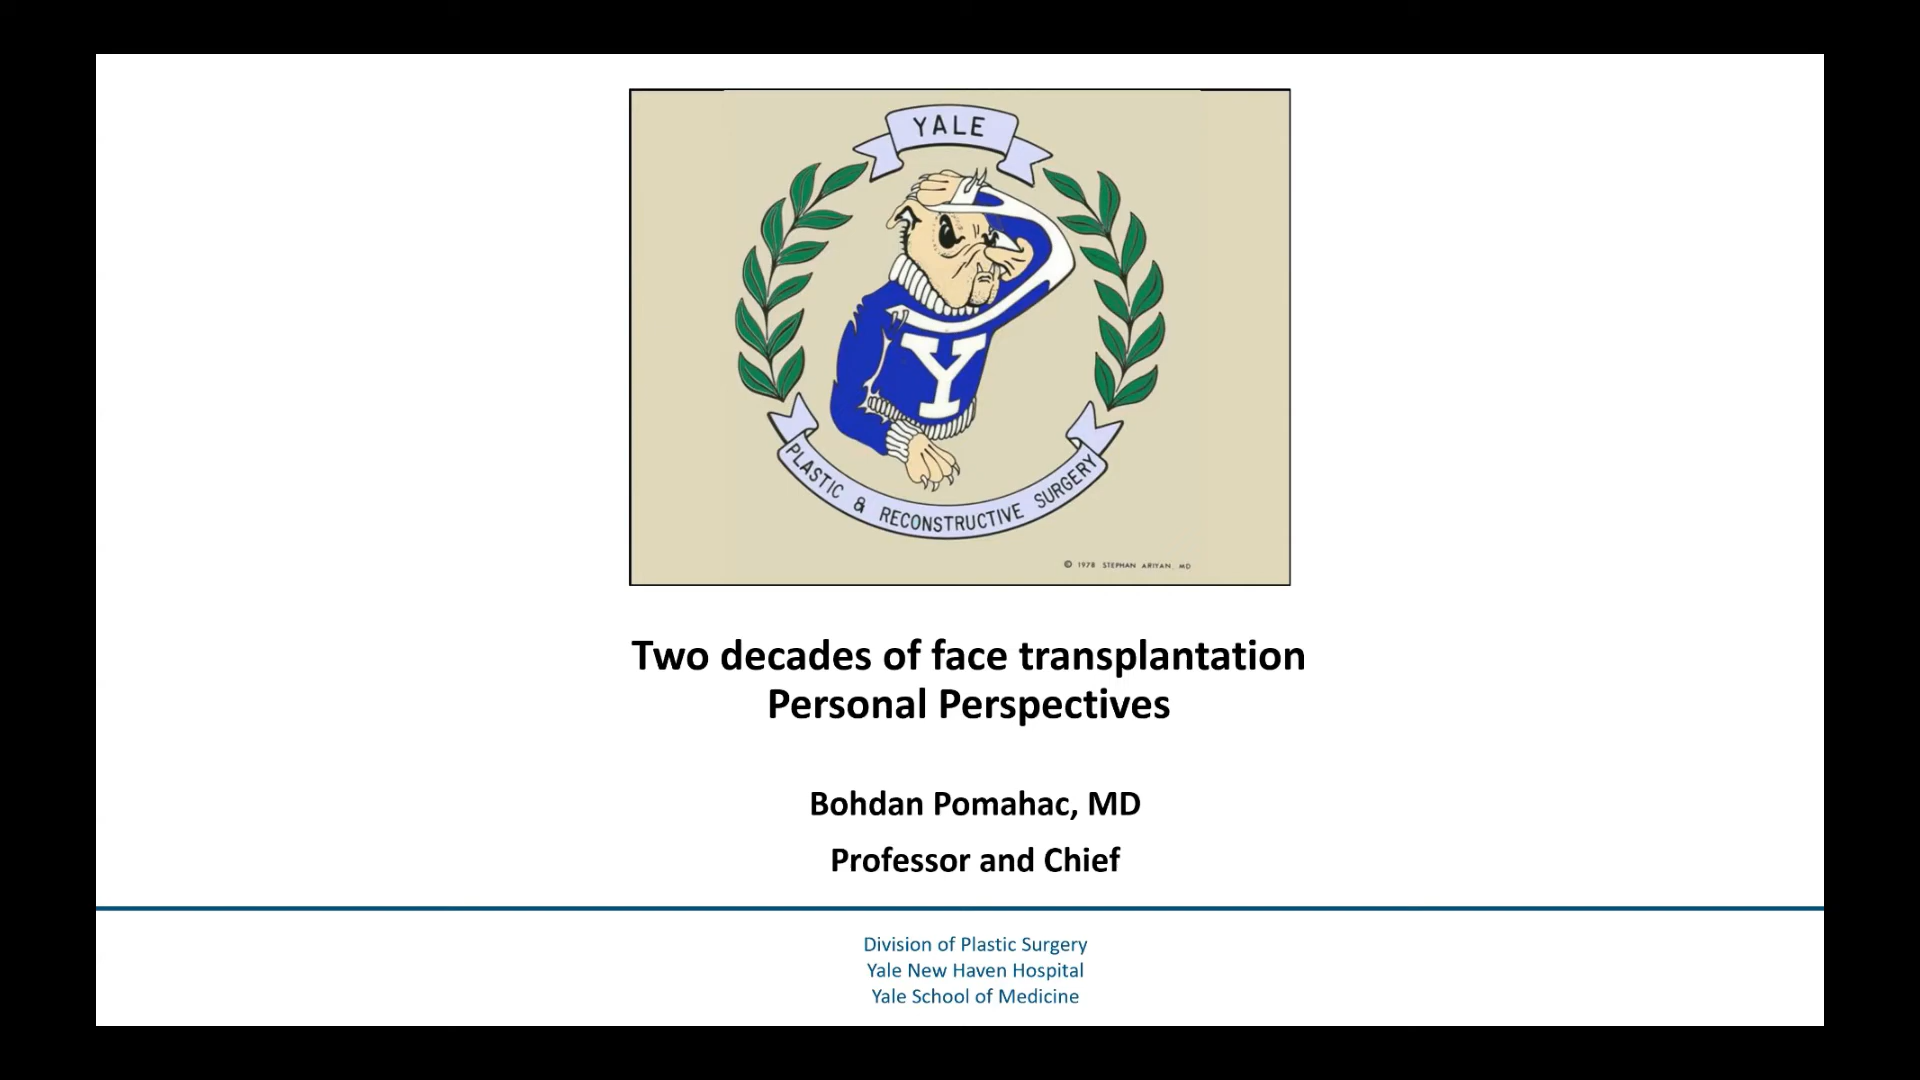 YALE
Y
PLASTIC & RECONSTRUCTIVE SURGERY
© 1978 STEPHAN ARIYAN, MD
Two decades of face transplantation
Personal Perspectives
Bohdan Pomahac, MD
Professor and Chief
Division of Plastic Surgery
Yale New Haven Hospital
Yale School of Medicine